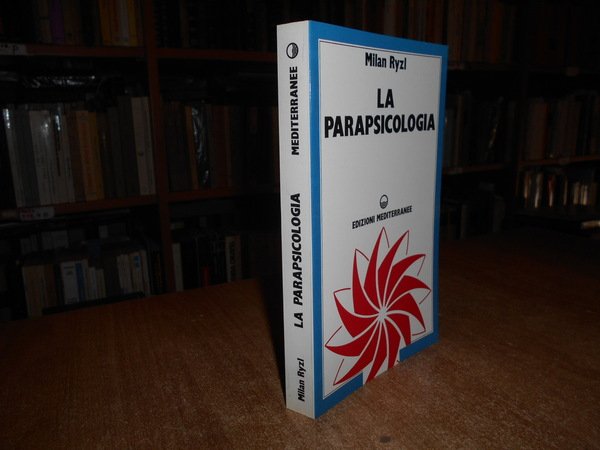 Milan Ryzl
LA
PARAPSICOLOGIA
EDIZIONI MEDITERRANEE
MEDITERRANEE
LA PARAPSICOLOGIA
Milan Ryzl